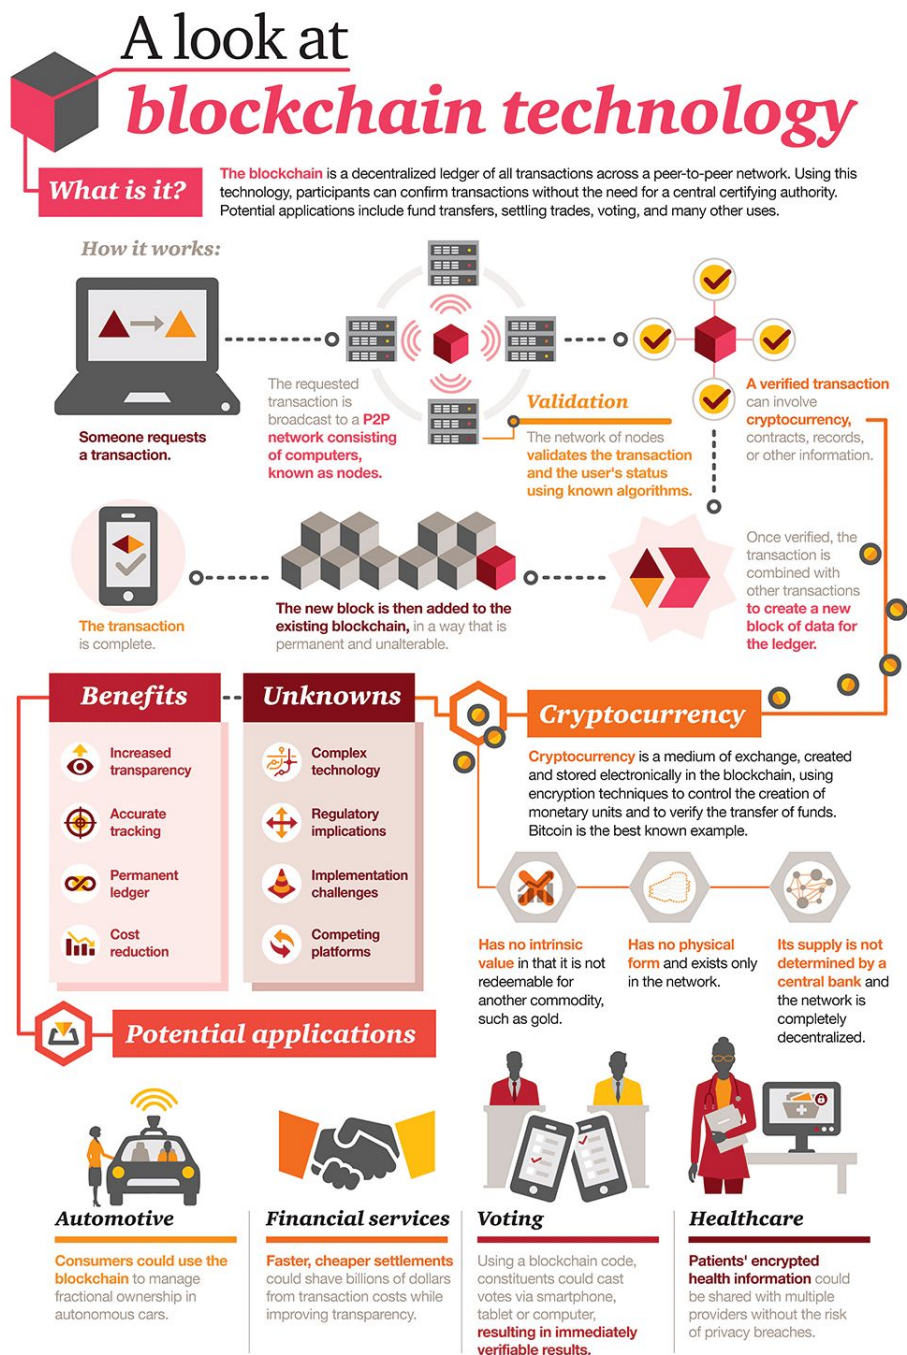 A look at
blockchain technology
What is it?
The blockchain is a decentralized ledger of all transactions across a peer-to-peer network. Using this
technology, participants can confirm transactions without the need for a central certifying authority.
Potential applications include fund transfers, settling trades, voting, and many other uses.
How it works:
Someone requests
a transaction.
The requested
transaction is
broadcast to a P2P
network consisting
of computers,
known as nodes.
Validation
The network of nodes
validates the transaction
and the user's status
using known algorithms.
A verified transaction
can involve
cryptocurrency,
contracts, records,
or other information.
Once verified, the
transaction is
combined with
other transactions
to create a new
block of data for
the ledger.
The new block is then added to the
existing blockchain, in a way that is
permanent and unalterable.
The transaction
is complete.
Benefits
Increased
transparency
Accurate
tracking
Permanent
ledger
Cost
reduction
Unknowns
Complex
technology
Regulatory
implications
Implementation
challenges
Competing
platforms
Cryptocurrency
Cryptocurrency is a medium of exchange, created
and stored electronically in the blockchain, using
encryption techniques to control the creation of
monetary units and to verify the transfer of funds.
Bitcoin is the best known example.
Has no intrinsic
value in that it is not
redeemable for
another commodity,
such as gold.
Has no physical
form and exists only
in the network.
Its supply is not
determined by a
central bank and
the network is
completely
decentralized.
Potential applications
Automotive
Consumers could use the
blockchain to manage
fractional ownership in
autonomous cars.
Financial services
Faster, cheaper settlements
could shave billions of dollars
from transaction costs while
improving transparency.
Voting
Using a blockchain code,
constituents could cast
votes via smartphone,
tablet or computer,
resulting in immediately
verifiable results.
Healthcare
Patients' encrypted
health information could
be shared with multiple
providers without the risk
of privacy breaches.